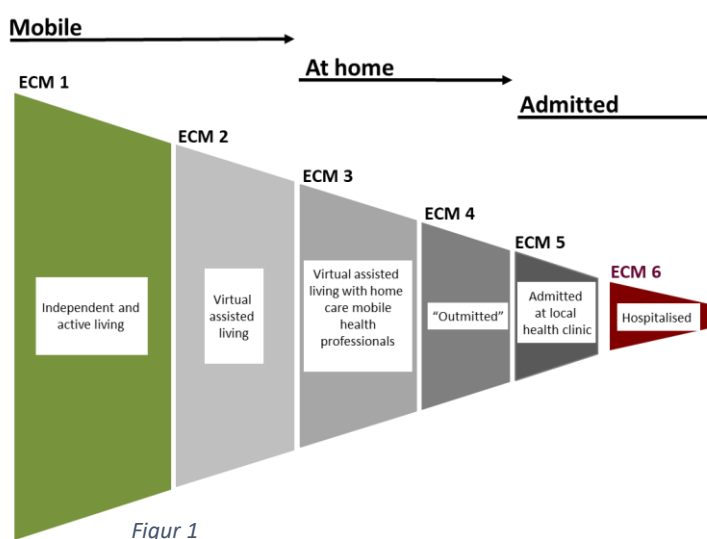 Mobile
At home
Admitted
ECM 1
ECM 2
ECM 3
ECM 4
ECM 5
ECM 6
Independent and
active living
Virtual
assisted
living
Virtual assisted
living with home
care mobile
health
professionals
“Outmitted”
Admitted
at local
health clinic
Hospitalised
Figur 1